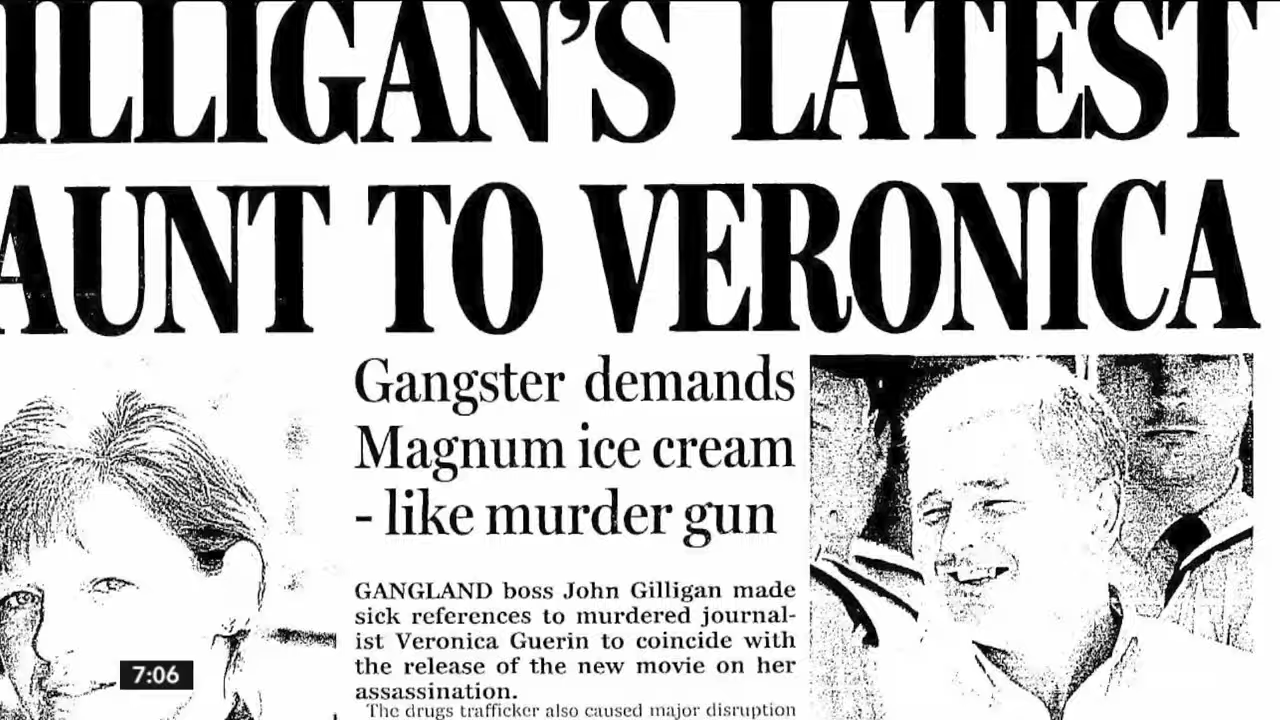 ILLIGAN'S LATEST
AUNT TO VERONICA
Gangster demands
Magnum ice cream
- like murder gun
GANGLAND boss John Gilligan made
sick references to murdered journal-
ist Veronica Guerin to coincide with
the release of the new movie on her
assassination.
The drugs trafficker also caused major disruption
7:06